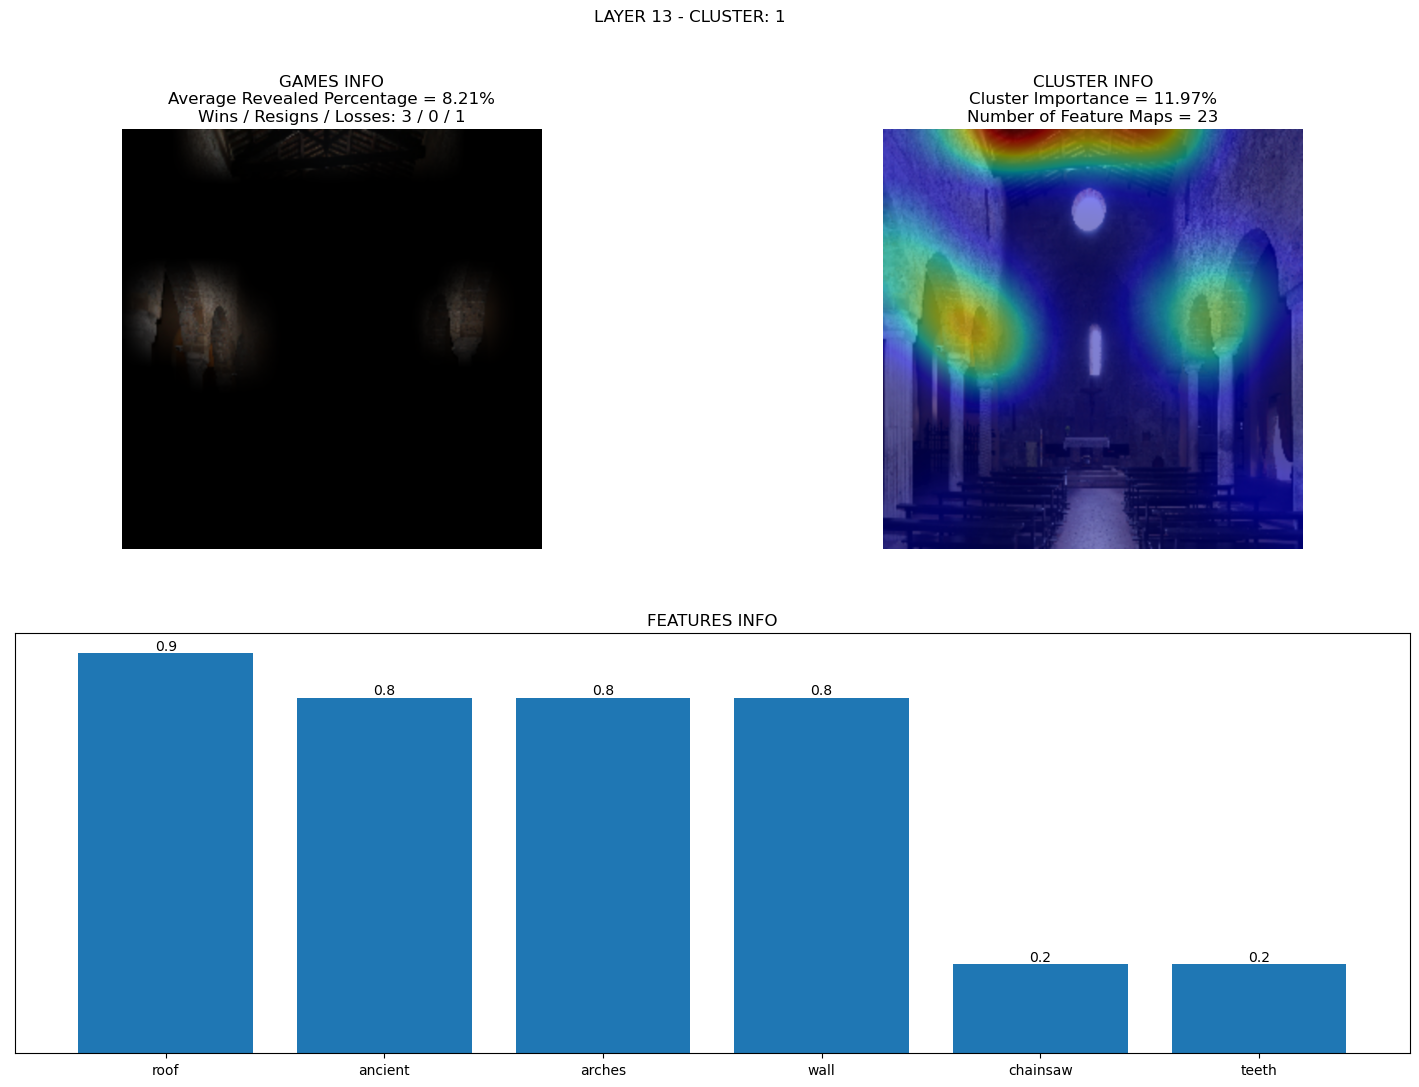 LAYER 13 - CLUSTER: 1
GAMES INFO
Average Revealed Percentage = 8.21%
Wins / Resigns / Losses: 3 / 0 / 1
CLUSTER INFO
Cluster Importance = 11.97%
Number of Feature Maps = 23
FEATURES INFO
0.9
0.8
0.8
0.8
0.2
0.2
roof
ancient
arches
wall
chainsaw
teeth